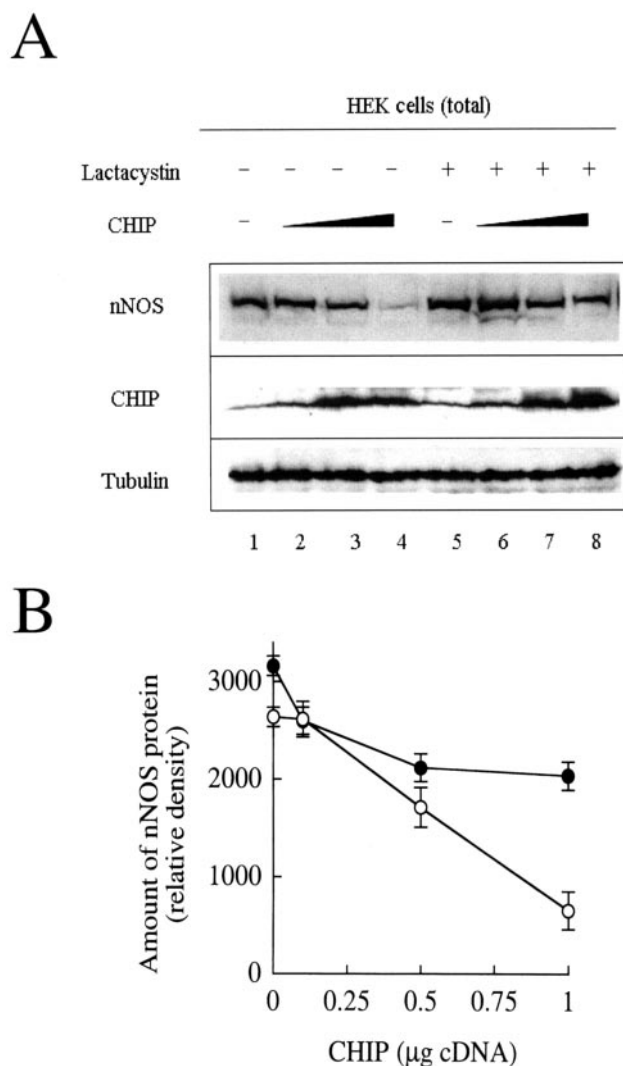 A
HEK cells (total)
Lactacystin - - - - + + + +
CHIP - -
nNOS
CHIP
Tubulin
1 2 3 4 5 6 7 8
B
Amount of nNOS protein
(relative density)
3000
2000
1000
0
0 0.25 0.5 0.75 1
CHIP (μg cDNA)